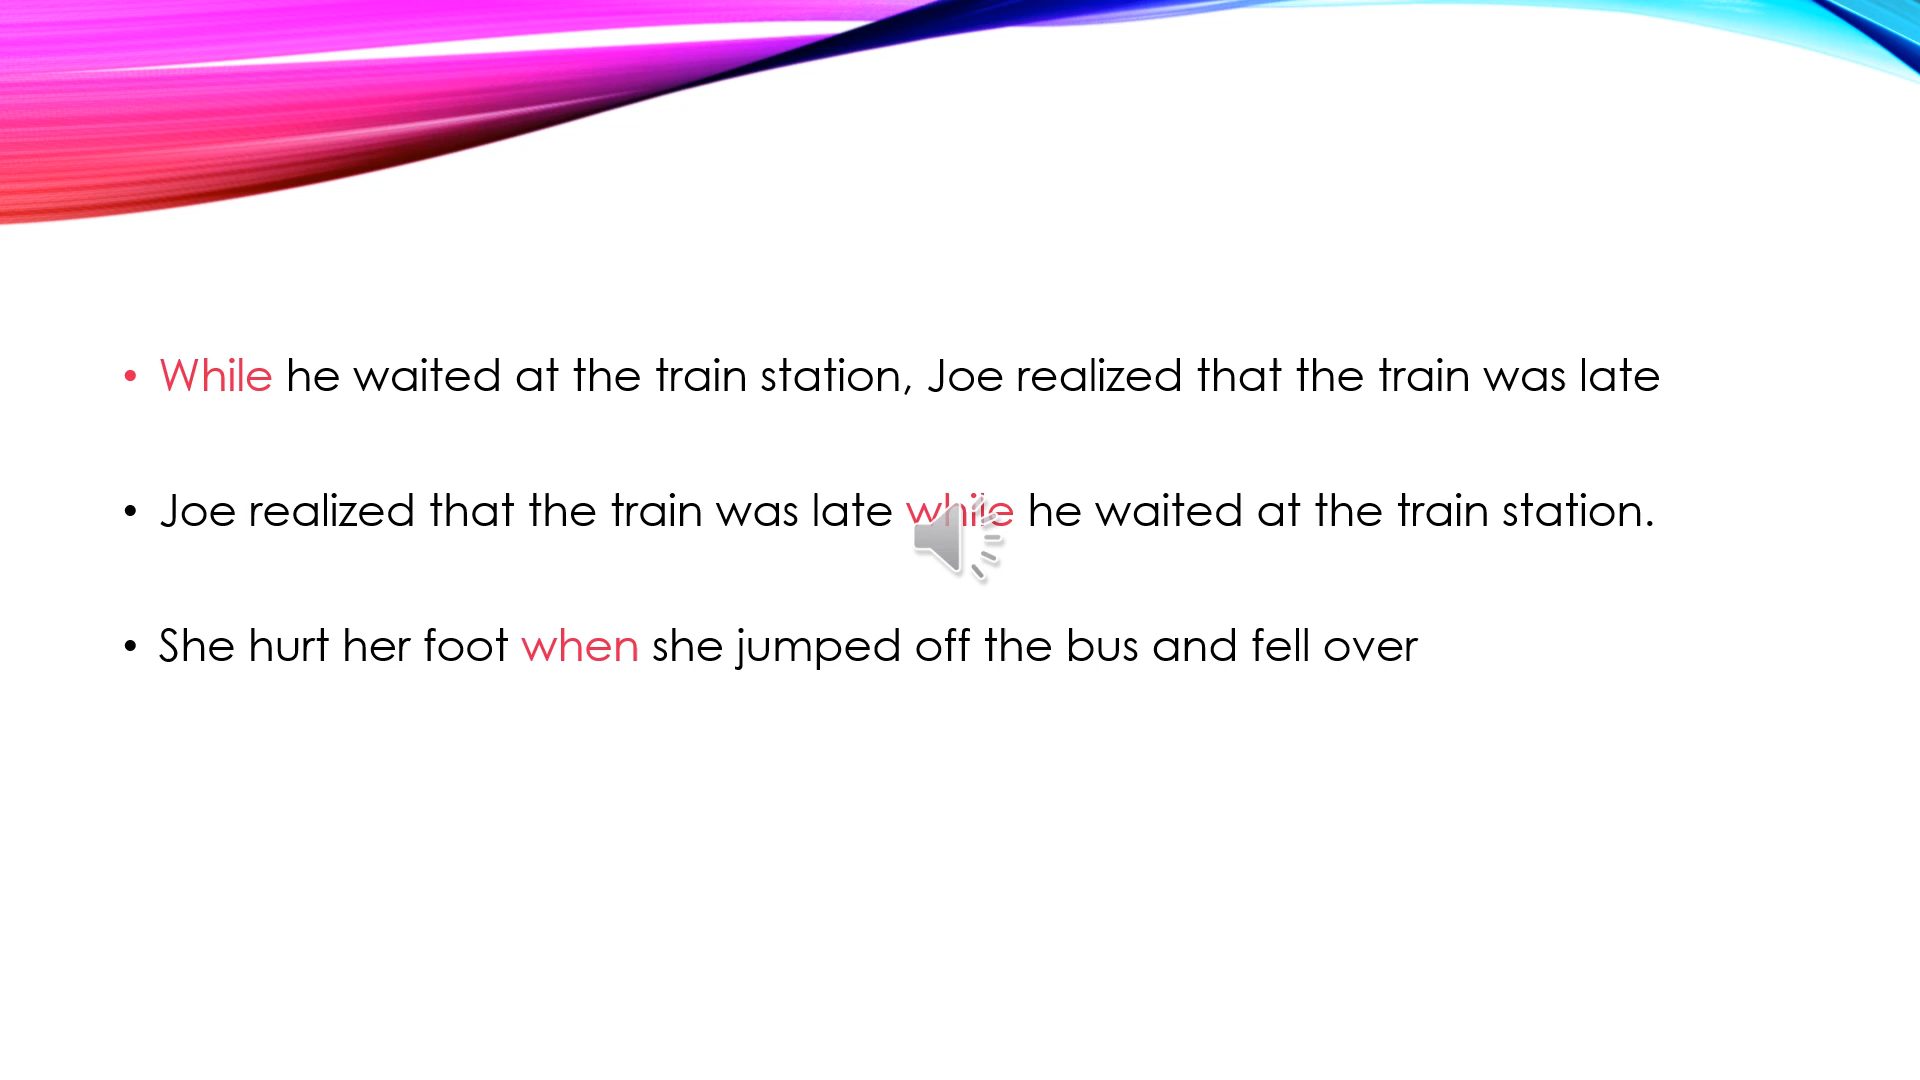 • While he waited at the train station, Joe realized that the train was late
• Joe realized that the train was late while he waited at the train station.
• She hurt her foot when she jumped off the bus and fell over